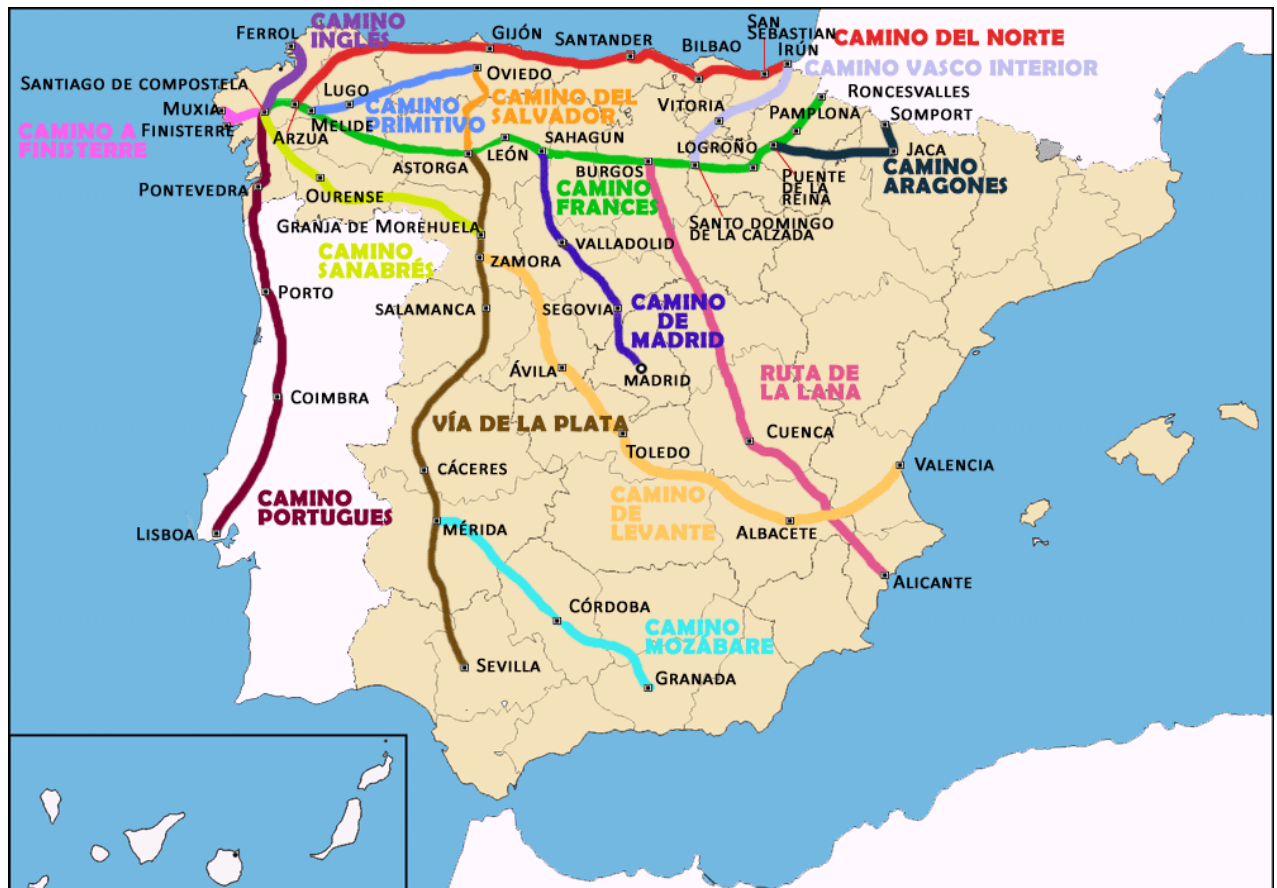 CAMINO
INGLÉS
FERROL
GIJÓN
SANTANDER
BILBAO
SAN
SEBASTIAN
IRÚN
CAMINO DEL NORTE
CAMINO VASCO INTERIOR
SANTIAGO DE COMPOSTELA
MUXIA
FINISTERRE
CAMINO A
FINISTERRE
ARZÚA
LUGO
MELIDE
CAMINO
PRIMITIVO
OVIEDO
CAMINO DEL
SALVADOR
VITORIA
RONCESVALLES
PAMPLONA
SOMPORT
JACA
CAMINO
ARAGONES
SAHAGÚN
LEÓN
ASTORGA
LOGROÑO
BURGOS
CAMINO
FRANCES
PUENTE
DE LA
REINA
SANTO DOMINGO
DE LA CALZADA
PONTEVEDRA
OURENSE
GRANJA DE MOREHUELA
CAMINO
SANABRÉS
VALLADOLID
ZAMORA
PORTO
SALAMANCA
SEGOVIA
CAMINO
DE
MADRID
ÁVILA
MADRID
RUTA DE
LA LANA
COIMBRA
VÍA DE LA PLATA
TOLEDO
CUENCA
VALENCIA
CÁCERES
CAMINO
PORTUGUES
CAMINO
DE
LEVANTE
LISBOA
MÉRIDA
ALBACETE
ALICANTE
CÓRDOBA
CAMINO
MOZÁBARE
SEVILLA
GRANADA